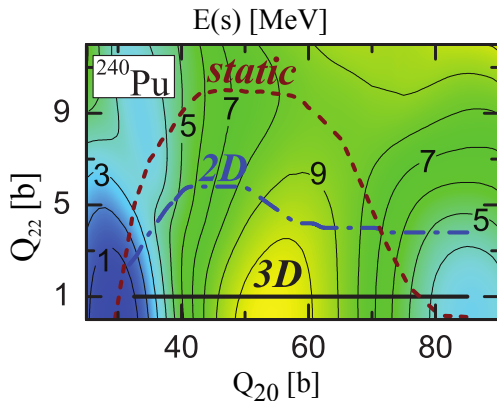 E(s) [MeV]
²⁴⁰Pu
static
9
5
7
3
2D
9
7
5
5
1
3D
1
40
60
80
Q₂₂ [b]
Q₂₀ [b]